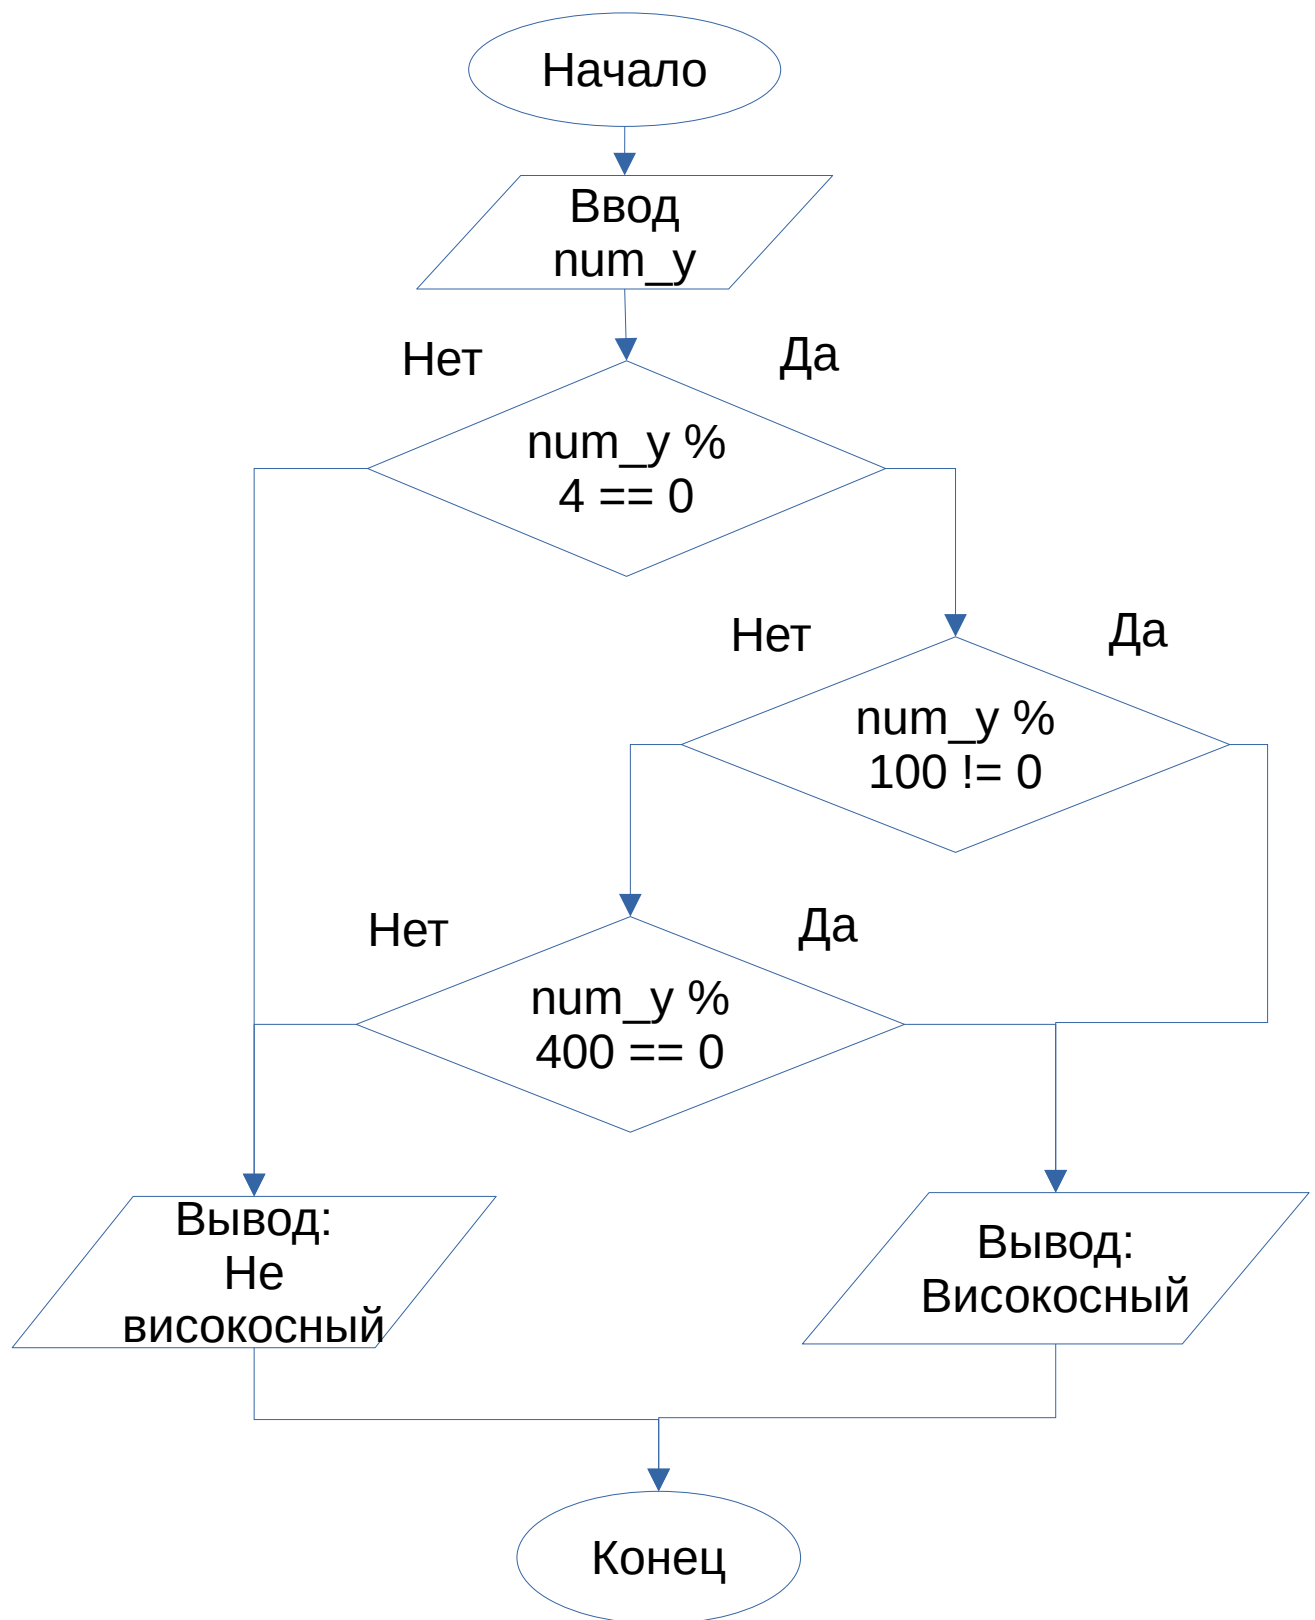 Начало
Ввод
num_y
Нет
Да
num_y %
4 == 0
Нет
Да
num_y %
100 != 0
Нет
Да
num_y %
400 == 0
Вывод:
Не
високосный
Вывод:
Високосный
Конец